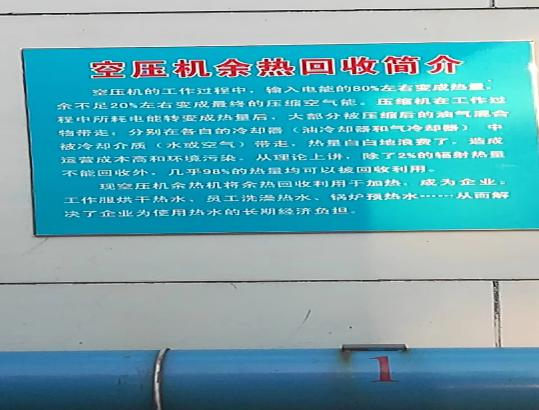 空压机余热回收简介
空压机的工作过程中，输入电能的80%左右变成热量，
余不足20%左右变成最终的压缩空气能。压缩机在工作过
程中所耗电能转变成热量后，大部分被压缩后的油气混合
物带走，分别在各自的冷却器（油冷却器和气冷却器）中
被冷却介质（水或空气）带走，热量白白地浪费了，造成
运营成本高和环境污染。从理论上讲，除了2%的辐射热量
不能回收外，几乎98%的热量均可以被回收利用。
现空压机余热机将余热回收利用于加热，成为企业：
工作服烘干热水、员工洗澡热水、锅炉预热水……从而解
决了企业为使用热水的长期经济负担。
1